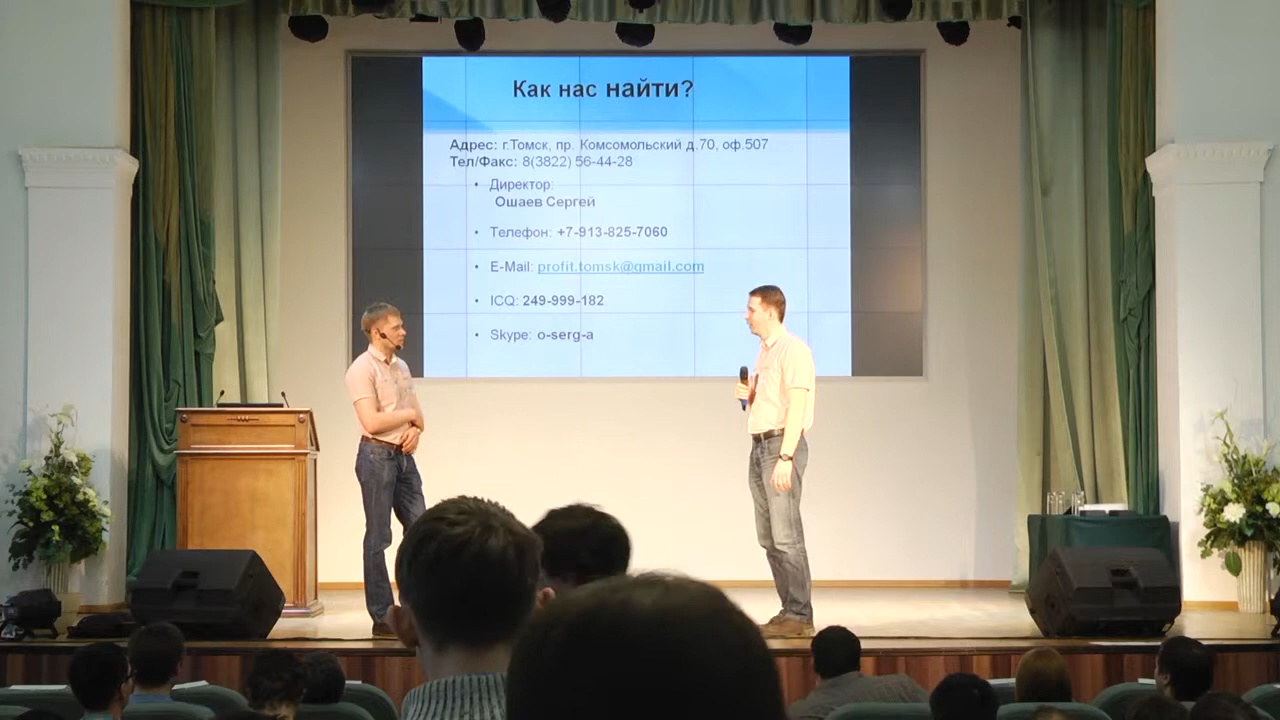 Как нас найти?
Адрес: г.Томск, пр. Комсомольский д.70, оф.507
Тел/Факс: 8(3822) 56-44-28
• Директор:
Ошаев Сергей
• Телефон: +7-913-825-7060
• E-Mail: profit.tomsk@gmail.com
• ICQ: 249-999-182
• Skype: o-serg-a